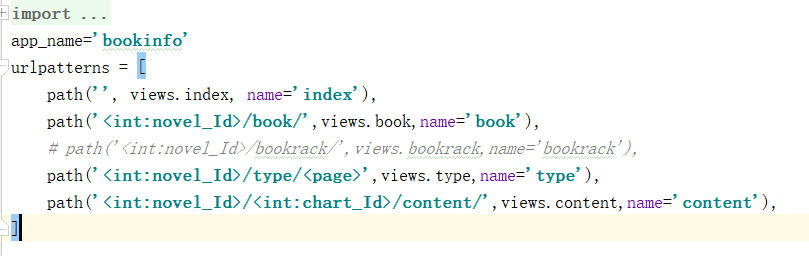 import ...
app_name='bookinfo'
urlpatterns = [
    path('', views.index, name='index'),
    path('<int:novel_Id>/book/',views.book,name='book'),
    # path('<int:novel_Id>/bookrack/',views.bookrack,name='bookrack'),
    path('<int:novel_Id>/type/<page>',views.type,name='type'),
    path('<int:novel_Id>/<int:chart_Id>/content/',views.content,name='content'),
]